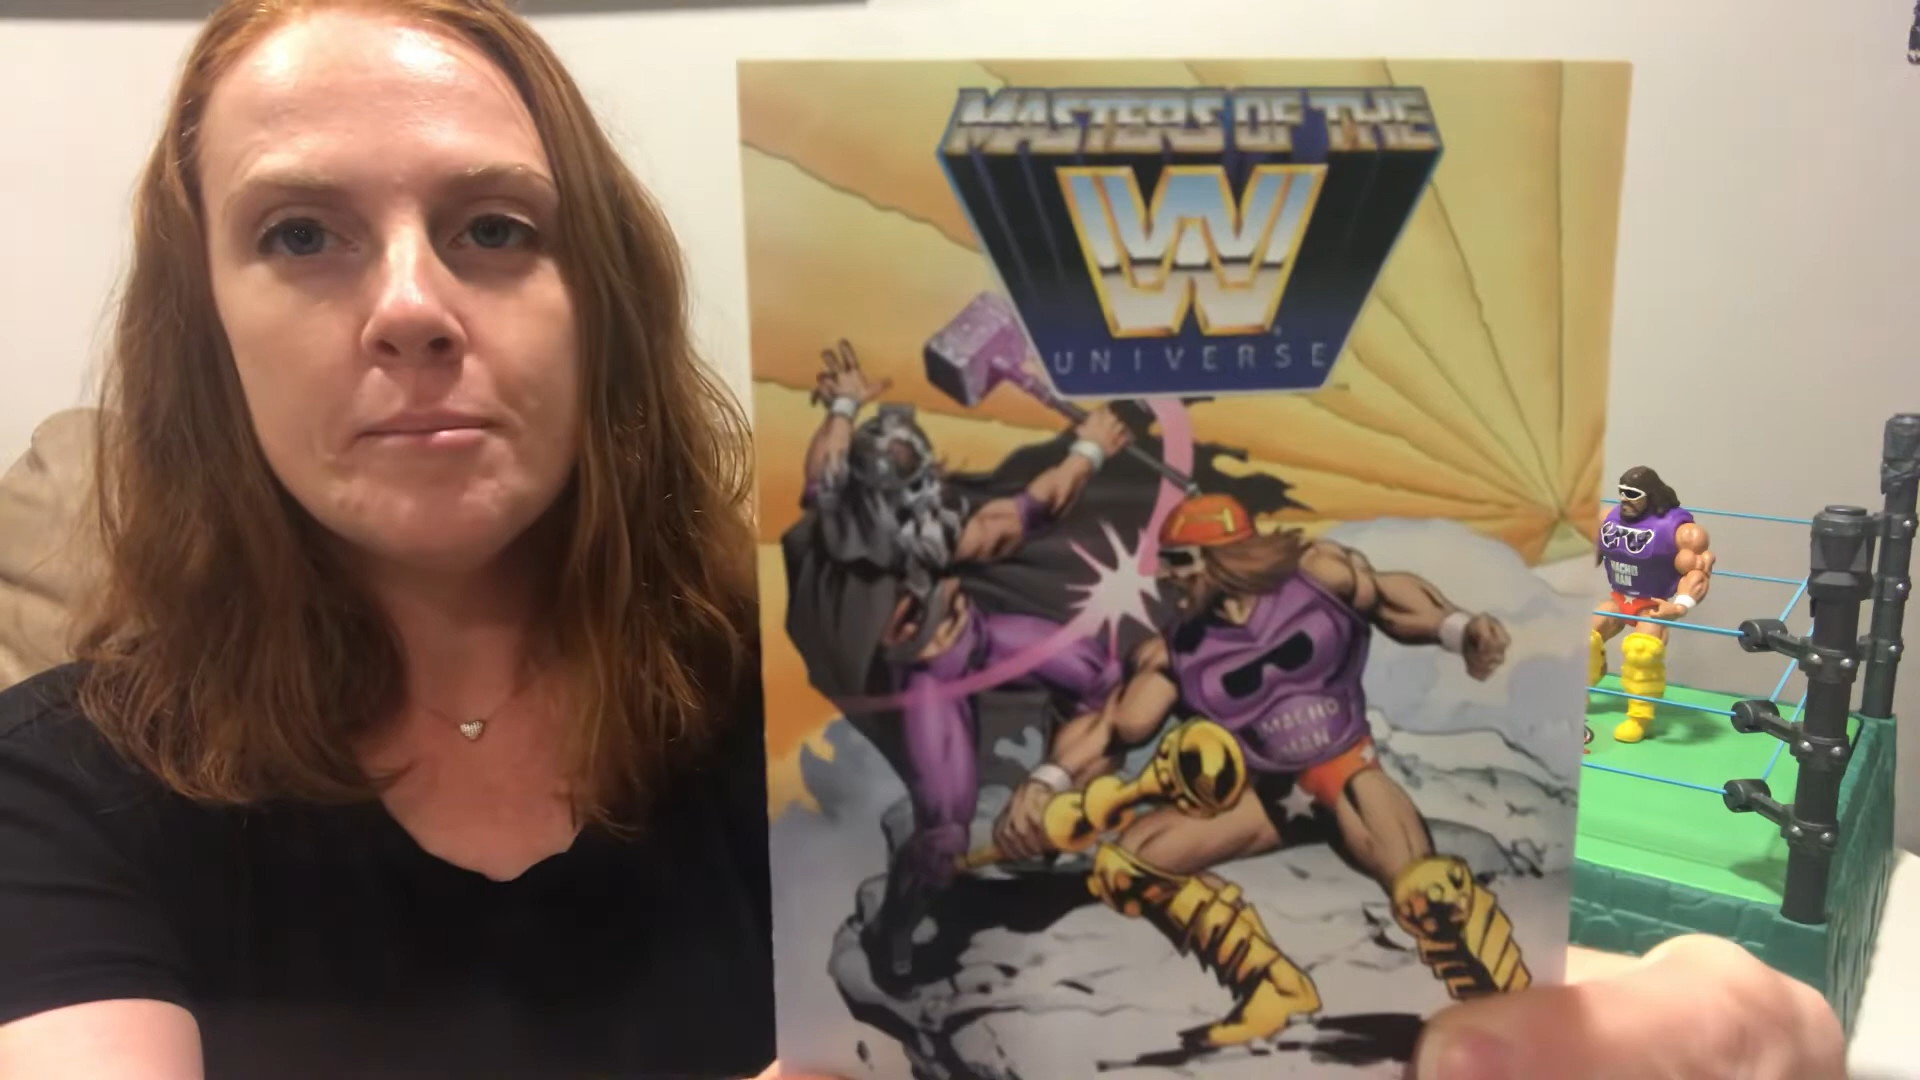 MASTERS OF THE
W
UNIVERSE
MACHO
MAN
MACHO
MAN